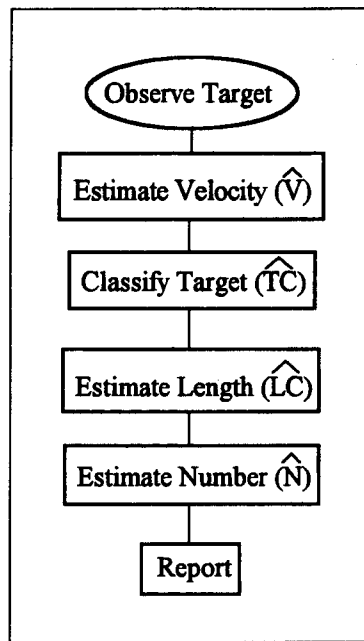 Observe Target
Estimate Velocity (V̂)
Classify Target (T̂C)
Estimate Length (L̂C)
Estimate Number (N̂)
Report